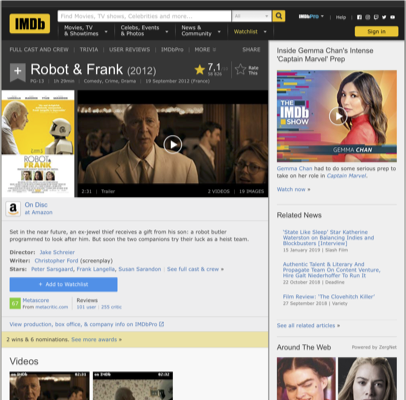 IMDb
Find Movies, TV shows, Celebrities and more...
All
IMDbPro
Help
Movies, TV & Showtimes
Celebs, Events & Photos
News & Community
Watchlist
Sign in
FULL CAST AND CREW | TRIVIA | USER REVIEWS | IMDbPro | MORE
SHARE
Robot & Frank (2012)
7,1
Rate This
PG-13 | 1h 29min | Comedy, Crime, Drama | 19 September 2012 (France)
ROBOT & FRANK
2:31 | Trailer
2 VIDEOS | 19 IMAGES
On Disc
at Amazon
Set in the near future, an ex-jewel thief receives a gift from his son: a robot butler
programmed to look after him. But soon the two companions try their luck as a heist team.
Director: Jake Schreier
Writer: Christopher Ford (screenplay)
Stars: Peter Sarsgaard, Frank Langella, Susan Sarandon | See full cast & crew »
+ Add to Watchlist
67
Metascore
From metacritic.com
Reviews
101 user | 255 critic
View production, box office, & company info on IMDbPro
2 wins & 6 nominations. See more awards »
Videos
Inside Gemma Chan's Intense
'Captain Marvel' Prep
THE IMDb SHOW
GEMMA CHAN
Gemma Chan had to do some serious prep to
take on her role in Captain Marvel.
Watch now »
Related News
'State Like Sleep' Star Katherine
Waterston on Balancing Indies and
Blockbusters [Interview]
15 January 2019 | Slash Film
Authentic Talent & Literary And
Propagate Team On Content Venture,
Hire Gail Niederhoffer To Run It
22 October 2018 | Deadline
Film Review: 'The Clovehitch Killer'
27 September 2018 | Variety
See all related articles »
Around The Web
Powered by ZergNet